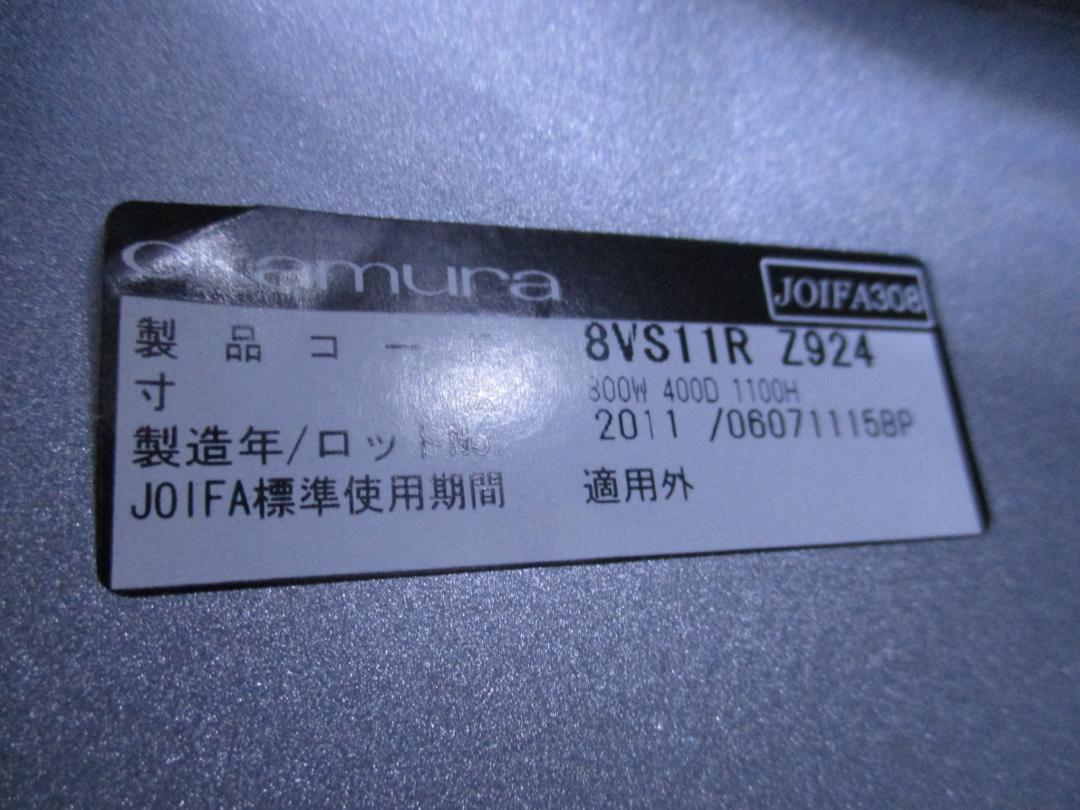 Okamura JOIFA308
製品コード 8VS11R Z924
寸 800W 400D 1100H
製造年/ロットNo. 2011 /060711115BP
JOIFA標準使用期間 適用外